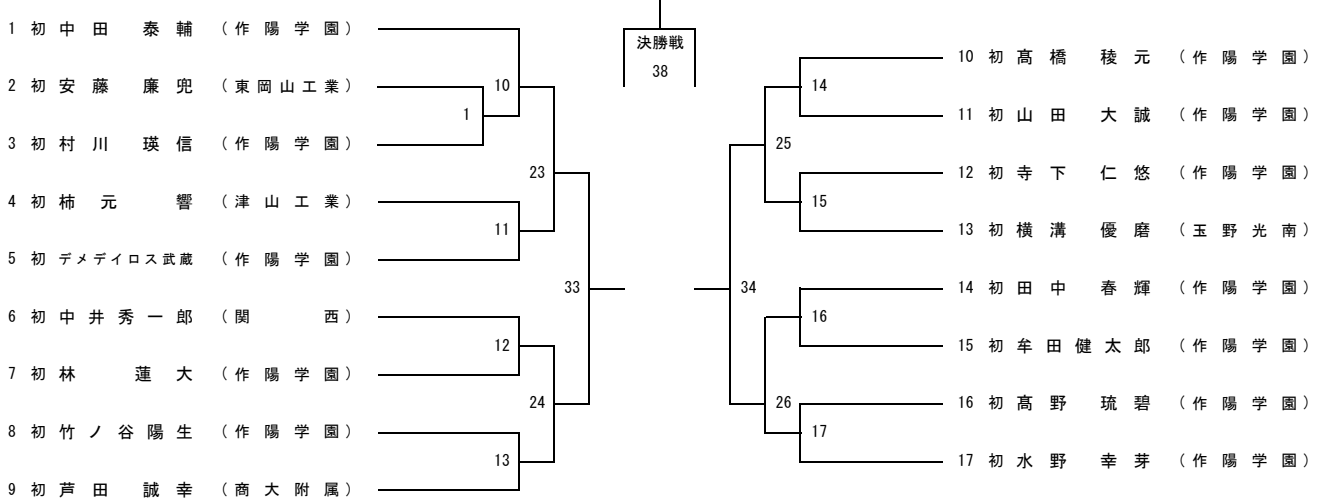 1 初 中田 泰輔 (作陽学園)
2 初 安藤 廉兜 (東岡山工業)
3 初 村川 瑛信 (作陽学園)
4 初 柿元 響 (津山工業)
5 初 デメデイロス武蔵 (作陽学園)
6 初 中井秀一郎 (関西)
7 初 林 蓮大 (作陽学園)
8 初 竹ノ谷陽生 (作陽学園)
9 初 芦田 誠幸 (商大附属)
1
10
11
12
13
23
24
33
決勝戦
38
34
25
26
14
15
16
17
10 初 髙橋 稜元 (作陽学園)
11 初 山田 大誠 (作陽学園)
12 初 寺下 仁悠 (作陽学園)
13 初 横溝 優磨 (玉野光南)
14 初 田中 春輝 (作陽学園)
15 初 牟田健太郎 (作陽学園)
16 初 髙野 琉碧 (作陽学園)
17 初 水野 幸芽 (作陽学園)